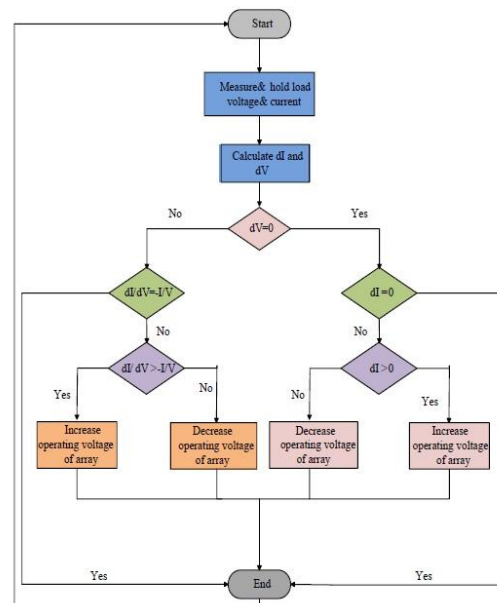 Start
Measure& hold load
voltage& current
Calculate dI and
dV
No
Yes
dV=0
dI/dV=-I/V
dI =0
No
No
dI/ dV >-I/V
dI >0
Yes
No
No
Yes
Increase
operating voltage
of array
Decrease
operating voltage
of array
Decrease
operating voltage
of array
Increase
operating voltage
of array
Yes
Yes
End